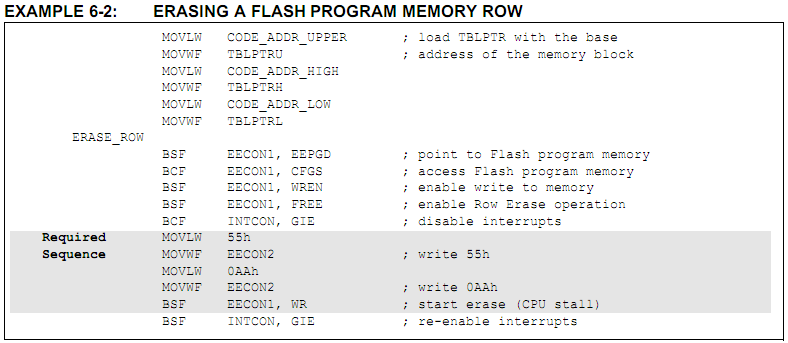 EXAMPLE 6-2: ERASING A FLASH PROGRAM MEMORY ROW
MOVLW CODE_ADDR_UPPER ; load TBLPTR with the base
MOVWF TBLPTRU ; address of the memory block
MOVLW CODE_ADDR_HIGH
MOVWF TBLPTRH
MOVLW CODE_ADDR_LOW
MOVWF TBLPTRL
ERASE_ROW
BSF EECON1, EEPGD ; point to Flash program memory
BCF EECON1, CFGS ; access Flash program memory
BSF EECON1, WREN ; enable write to memory
BSF EECON1, FREE ; enable Row Erase operation
BCF INTCON, GIE ; disable interrupts
Required MOVLW 55h
Sequence MOVWF EECON2 ; write 55h
MOVLW 0AAh
MOVWF EECON2 ; write 0AAh
BSF EECON1, WR ; start erase (CPU stall)
BSF INTCON, GIE ; re-enable interrupts